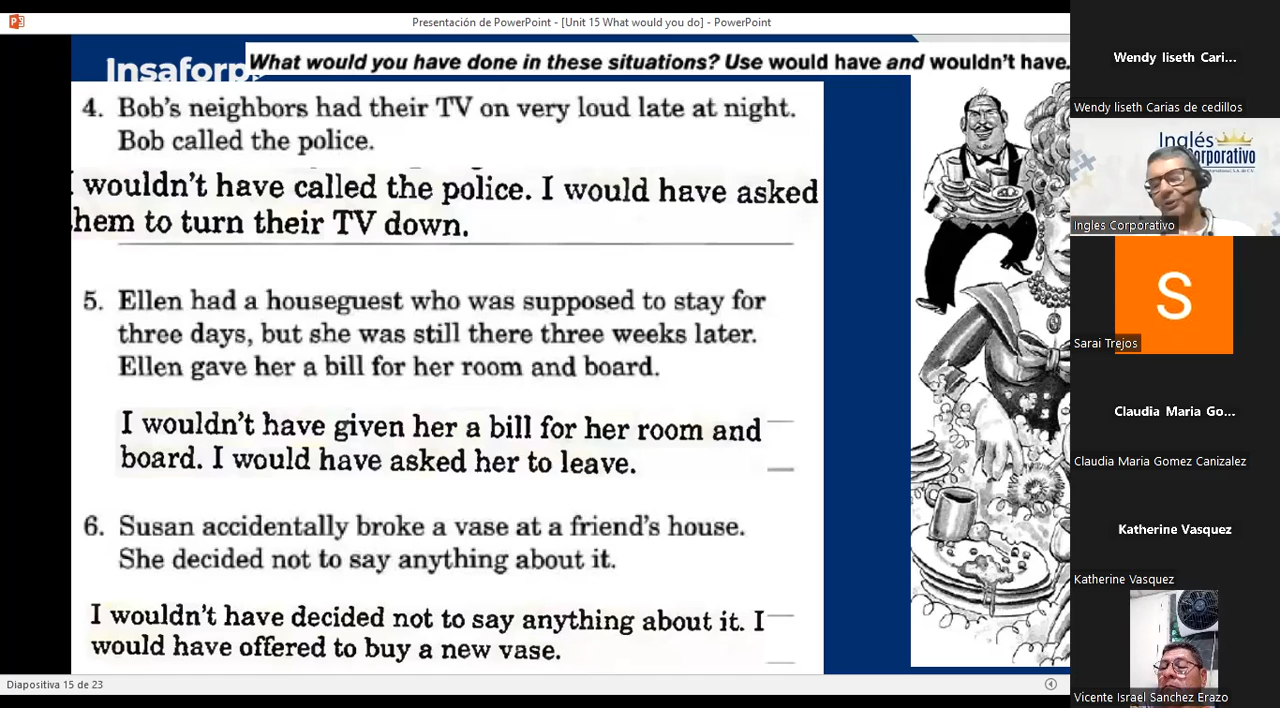 Presentación de PowerPoint - [Unit 15 What would you do] - PowerPoint
Insaforp
What would you have done in these situations? Use would have and wouldn't have.
4. Bob's neighbors had their TV on very loud late at night.
Bob called the police.
I wouldn't have called the police. I would have asked
them to turn their TV down.
5. Ellen had a houseguest who was supposed to stay for
three days, but she was still there three weeks later.
Ellen gave her a bill for her room and board.
I wouldn't have given her a bill for her room and
board. I would have asked her to leave.
6. Susan accidentally broke a vase at a friend's house.
She decided not to say anything about it.
I wouldn't have decided not to say anything about it. I
would have offered to buy a new vase.
Diapositiva 15 de 23
Wendy liseth Cari...
Wendy liseth Carias de cedillos
Inglés
Corporativo
Ingles Corporativo
S
Sarai Trejos
Claudia Maria Go...
Claudia Maria Gomez Canizalez
Katherine Vasquez
Katherine Vasquez
Vicente Israel Sanchez Erazo